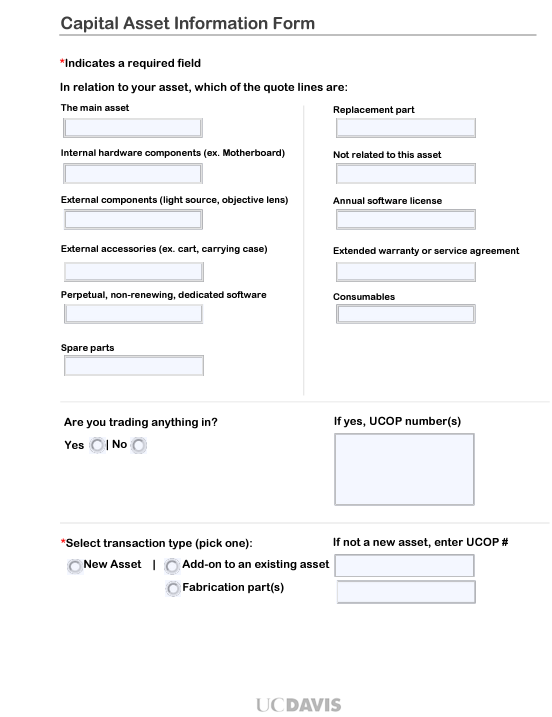 Capital Asset Information Form
*Indicates a required field
In relation to your asset, which of the quote lines are:
The main asset
Internal hardware components (ex. Motherboard)
External components (light source, objective lens)
External accessories (ex. cart, carrying case)
Perpetual, non-renewing, dedicated software
Spare parts
Replacement part
Not related to this asset
Annual software license
Extended warranty or service agreement
Consumables
Are you trading anything in?
Yes | No
If yes, UCOP number(s)
*Select transaction type (pick one):
New Asset | Add-on to an existing asset
Fabrication part(s)
If not a new asset, enter UCOP #
UCDAVIS